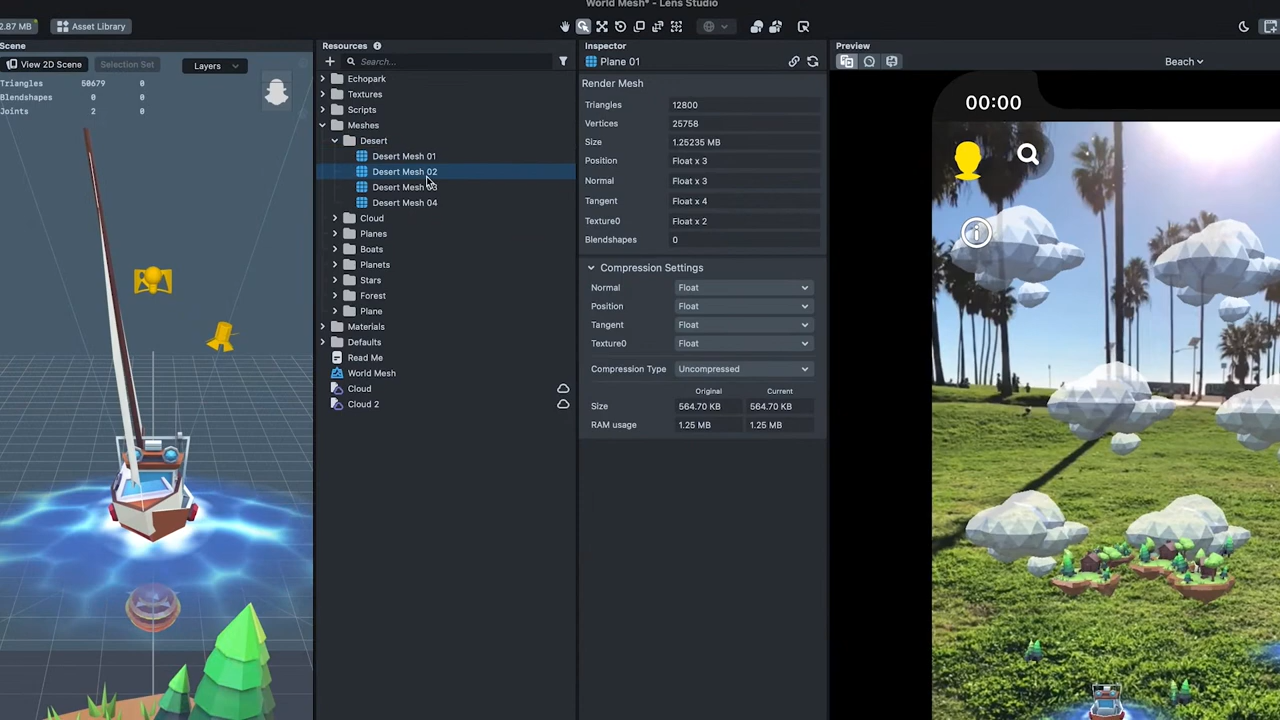 World Mesh* - Lens Studio
2.87 MB
Asset Library
Scene
View 2D Scene
Selection Set
Layers
Triangles 50679 0
Blendshapes 0 0
Joints 2 0
Resources
Search...
Echopark
Textures
Scripts
Meshes
Desert
Desert Mesh 01
Desert Mesh 02
Desert Mesh 03
Desert Mesh 04
Cloud
Planes
Boats
Planets
Stars
Forest
Plane
Materials
Defaults
Read Me
World Mesh
Cloud
Cloud 2
Inspector
Plane 01
Render Mesh
Triangles 12800
Vertices 25758
Size 1.25235 MB
Position Float x 3
Normal Float x 3
Tangent Float x 4
Texture0 Float x 2
Blendshapes 0
Compression Settings
Normal Float
Position Float
Tangent Float
Texture0 Float
Compression Type Uncompressed
Original Current
Size 564.70 KB 564.70 KB
RAM usage 1.25 MB 1.25 MB
Preview
Beach
00:00